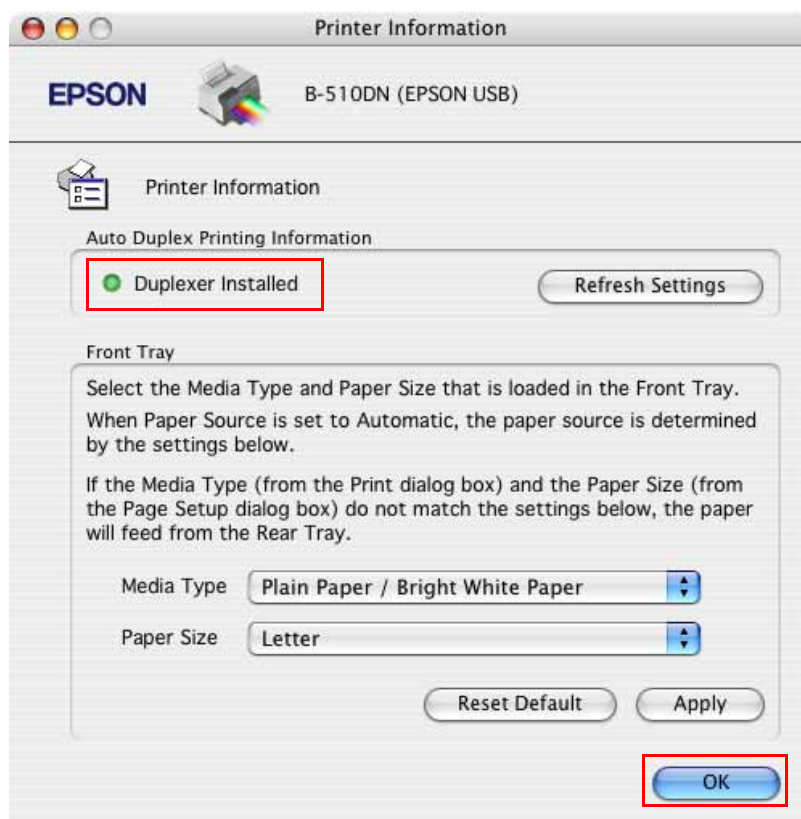 Printer Information
EPSON
B-510DN (EPSON USB)
Printer Information
Auto Duplex Printing Information
Duplexer Installed
Refresh Settings
Front Tray
Select the Media Type and Paper Size that is loaded in the Front Tray.
When Paper Source is set to Automatic, the paper source is determined
by the settings below.
If the Media Type (from the Print dialog box) and the Paper Size (from
the Page Setup dialog box) do not match the settings below, the paper
will feed from the Rear Tray.
Media Type Plain Paper / Bright White Paper
Paper Size Letter
Reset Default Apply
OK